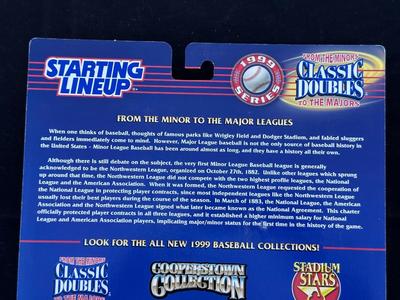 STARTING
LINEUP
1999
SERIES
"FROM THE MINORS
CLASSIC
DOUBLES
TO THE MAJORS"
FROM THE MINOR TO THE MAJOR LEAGUES
When one thinks of baseball, thoughts of famous parks like Wrigley Field and Dodger Stadium, and fabled sluggers
and fielders immediately come to mind. However, Major League Baseball is not the only source of baseball history in
the United States - Minor League Baseball has been around almost as long, and they have a history all their own.
Although there is still debate on the subject, the very first Minor League Baseball league is generally
acknowledged to be the Northwestern League, organized on October 27th, 1882. Unlike other leagues which sprang
up around that time, the Northwestern League did not compete with the two highest profile leagues, the National League
and the American Association. When it was formed, the Northwestern League requested the cooperation of
the National League in protecting player contracts, since most independent leagues like the Northwestern League
usually lost their best players during the course of the season. In March of 1883, the National League, the American
Association and the Northwestern League signed what later became known as the National Agreement. This charter
officially protected player contracts in all three leagues, and it established a higher minimum salary for National
League and American Association players, implicating major/minor status for the first time in the history of the game.
LOOK FOR THE ALL NEW 1999 BASEBALL COLLECTIONS!
"FROM THE MINORS
CLASSIC
DOUBLES
TO THE MAJORS"
COOPERSTOWN
COLLECTION
STADIUM
STARS